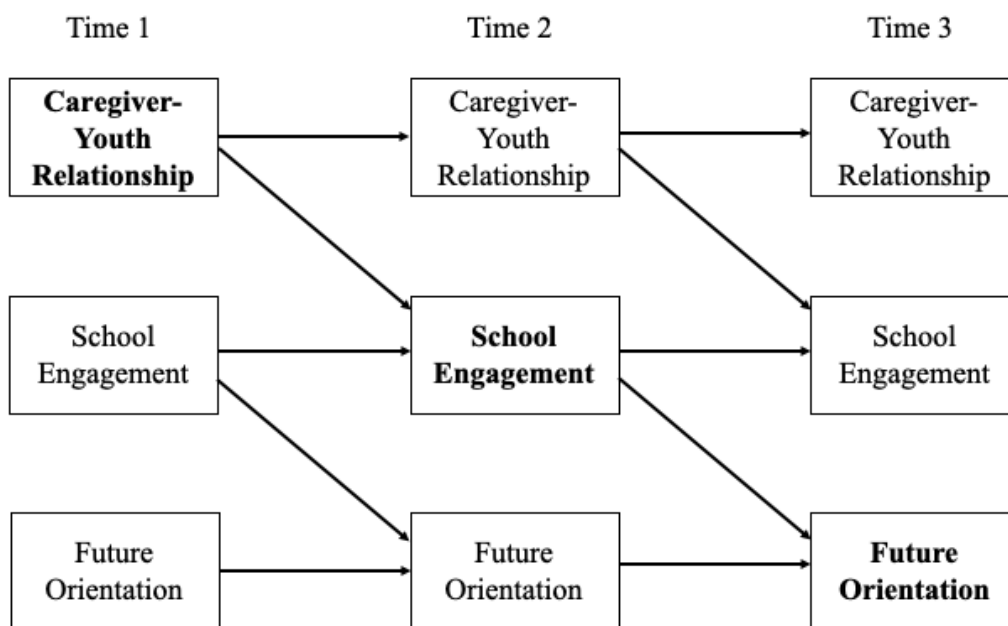 Time 1
Time 2
Time 3
Caregiver-
Youth
Relationship
Caregiver-
Youth
Relationship
Caregiver-
Youth
Relationship
School
Engagement
School
Engagement
School
Engagement
Future
Orientation
Future
Orientation
Future
Orientation